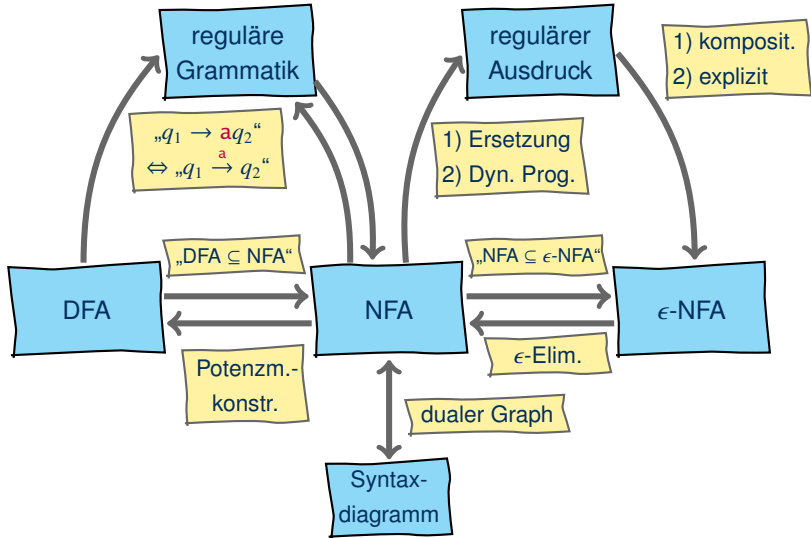 reguläre
Grammatik
regulärer
Ausdruck
1) komposit.
2) explizit
„q₁ → aq₂“
⇔ „q₁ →ᵃ q₂“
1) Ersetzung
2) Dyn. Prog.
„DFA ⊆ NFA“
„NFA ⊆ ϵ-NFA“
DFA
NFA
ϵ-NFA
Potenzm.-
konstr.
ϵ-Elim.
dualer Graph
Syntax-
diagramm